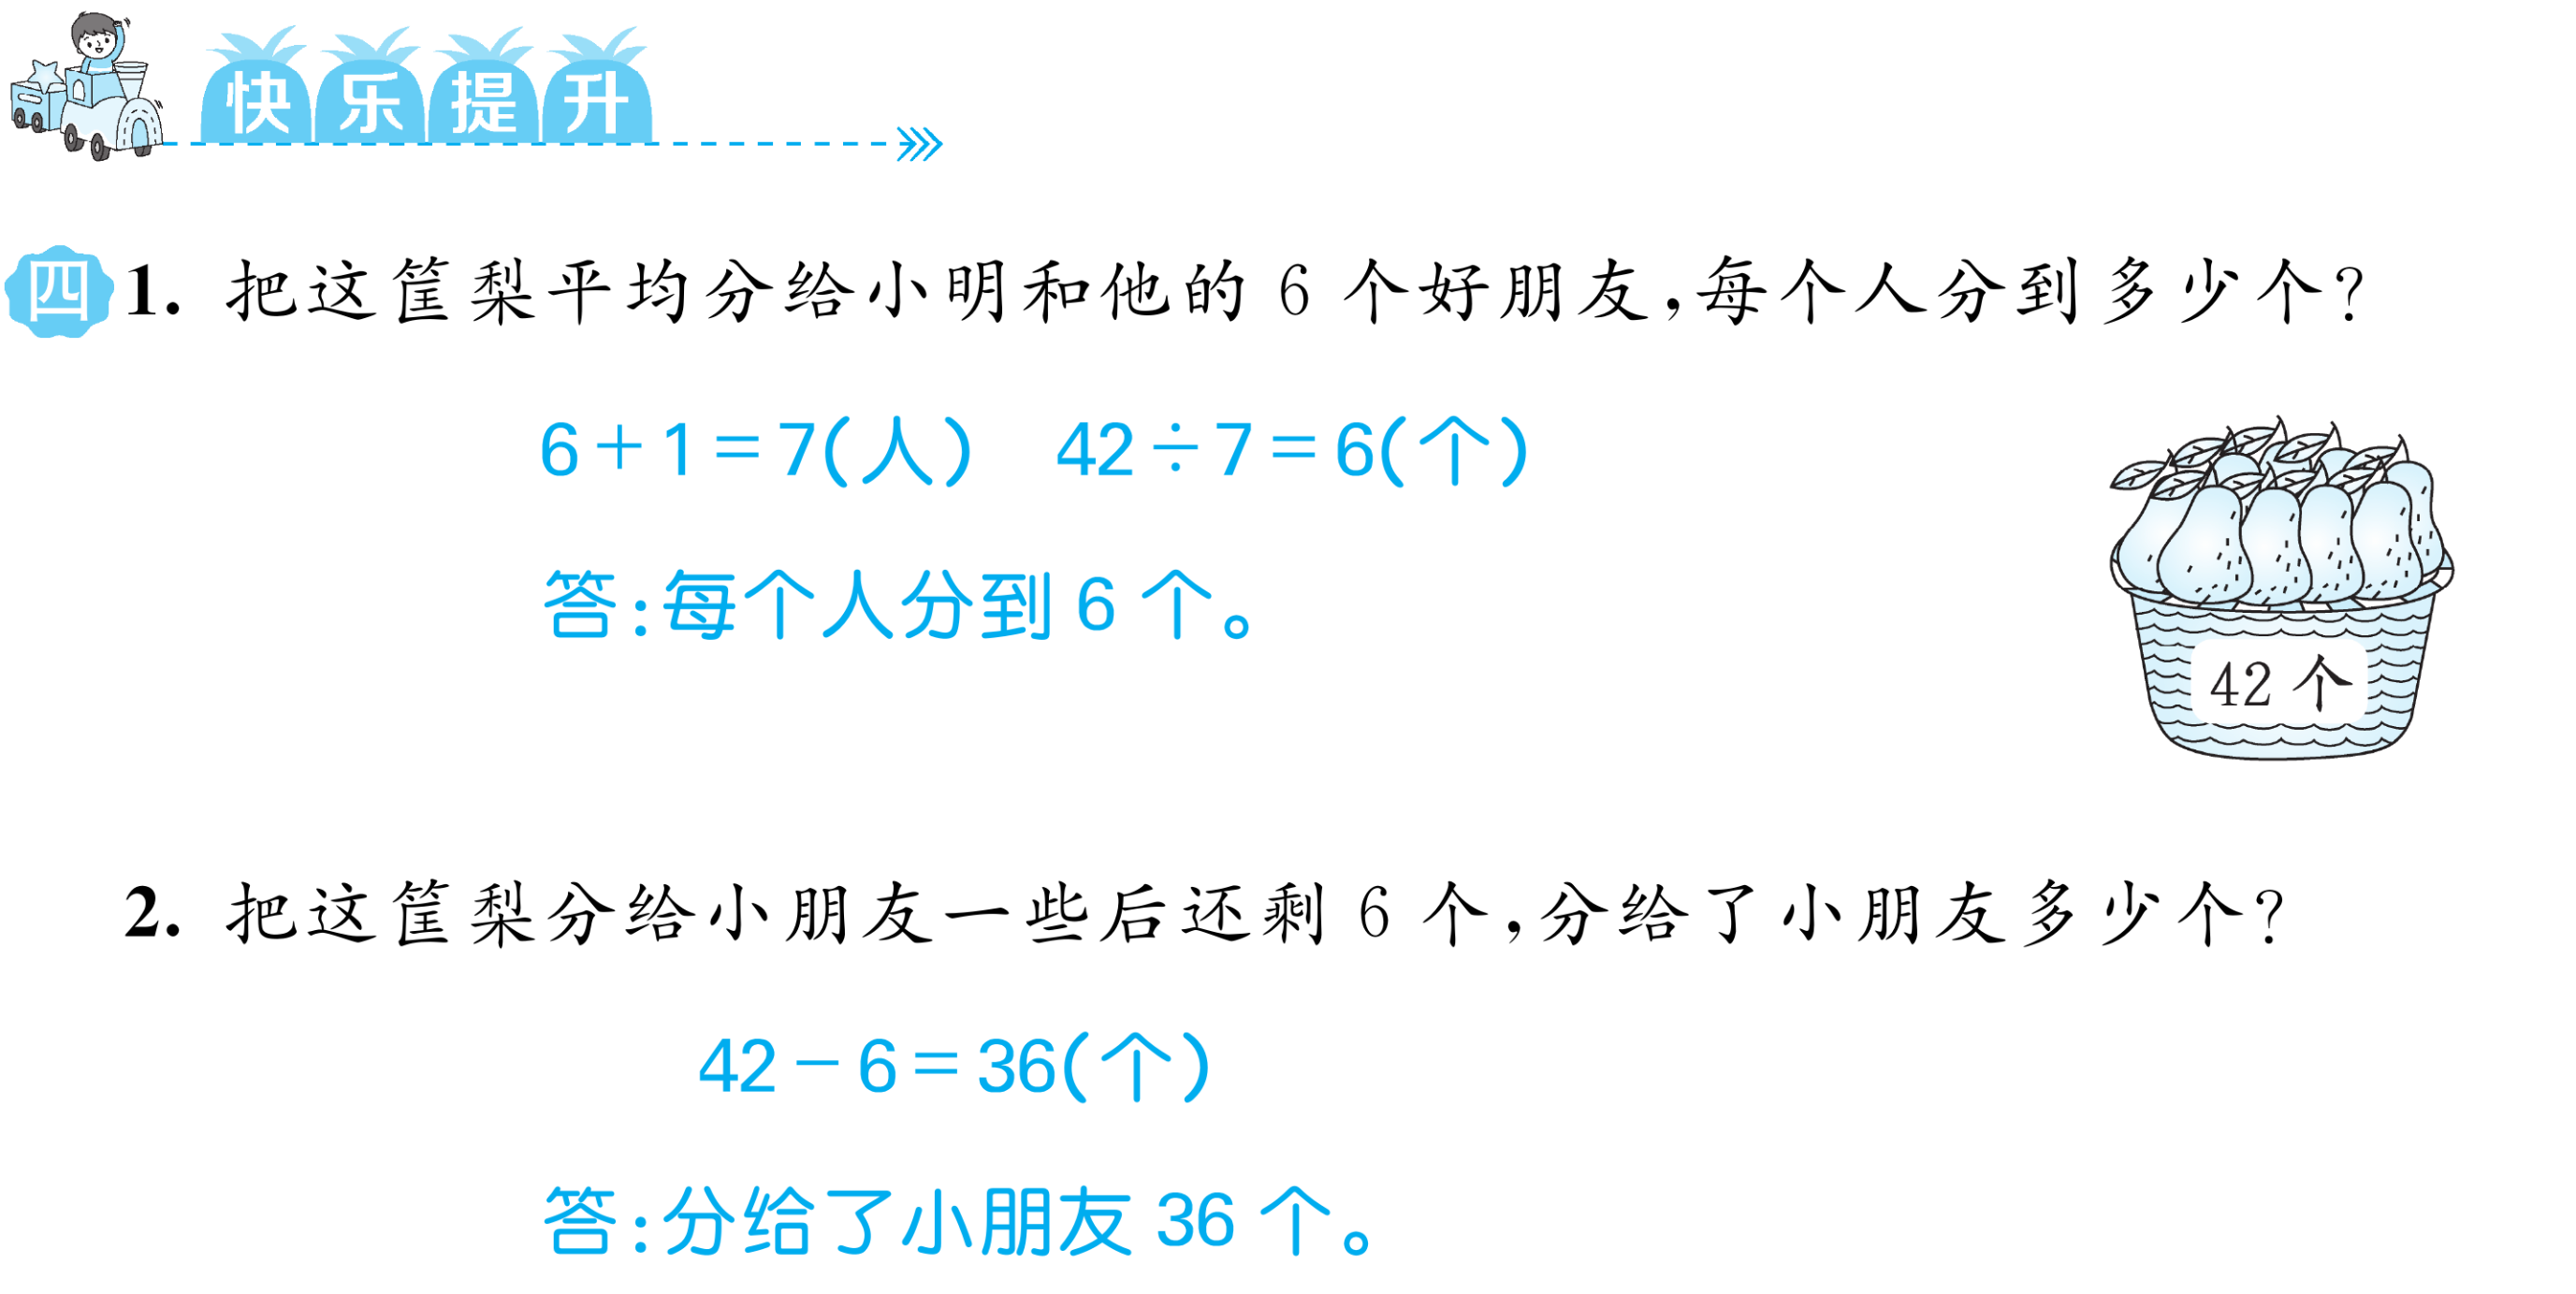 快乐提升
四 1. 把这筐梨平均分给小明和他的 6 个好朋友,每个人分到多少个?
6+1=7(人) 42÷7=6(个)
答:每个人分到 6 个。
42 个
2. 把这筐梨分给小朋友一些后还剩 6 个,分给了小朋友多少个?
42-6=36(个)
答:分给了小朋友 36 个。